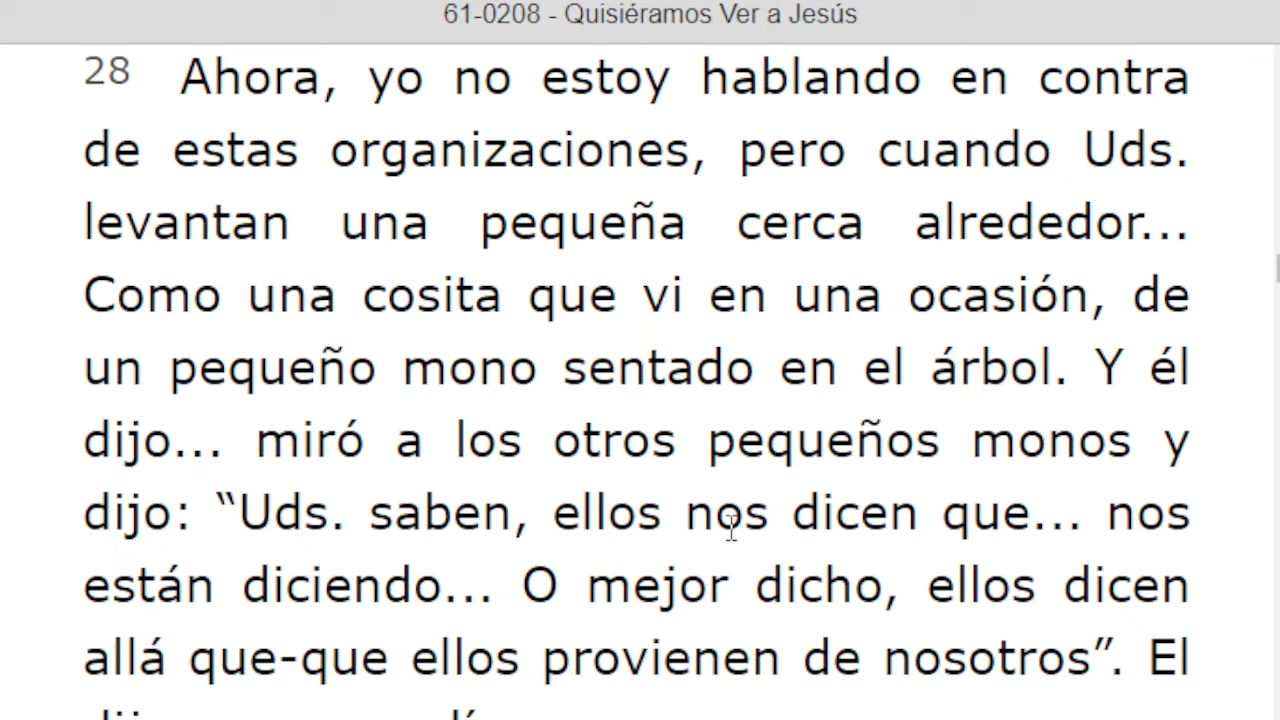 61-0208 - Quisiéramos Ver a Jesús
28 Ahora, yo no estoy hablando en contra
de estas organizaciones, pero cuando Uds.
levantan una pequeña cerca alrededor...
Como una cosita que vi en una ocasión, de
un pequeño mono sentado en el árbol. Y él
dijo... miró a los otros pequeños monos y
dijo: “Uds. saben, ellos nos dicen que... nos
están diciendo... O mejor dicho, ellos dicen
allá que-que ellos provienen de nosotros”. El